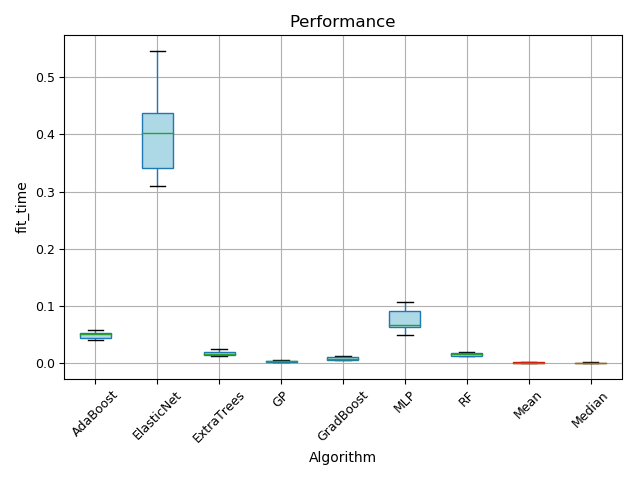 Performance
fit_time
0.5
0.4
0.3
0.2
0.1
0.0
AdaBoost
ElasticNet
ExtraTrees
GP
GradBoost
MLP
RF
Mean
Median
Algorithm